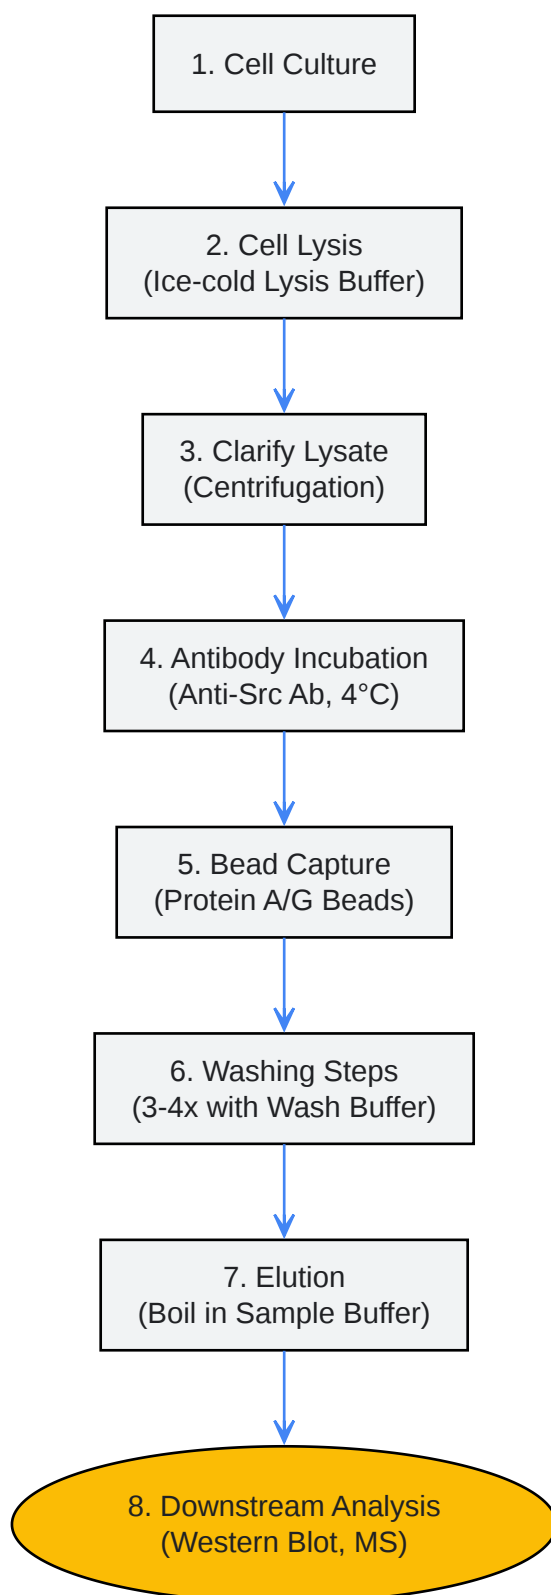 1. Cell Culture
2. Cell Lysis
(Ice-cold Lysis Buffer)
3. Clarify Lysate
(Centrifugation)
4. Antibody Incubation
(Anti-Src Ab, 4°C)
5. Bead Capture
(Protein A/G Beads)
6. Washing Steps
(3-4x with Wash Buffer)
7. Elution
(Boil in Sample Buffer)
8. Downstream Analysis
(Western Blot, MS)